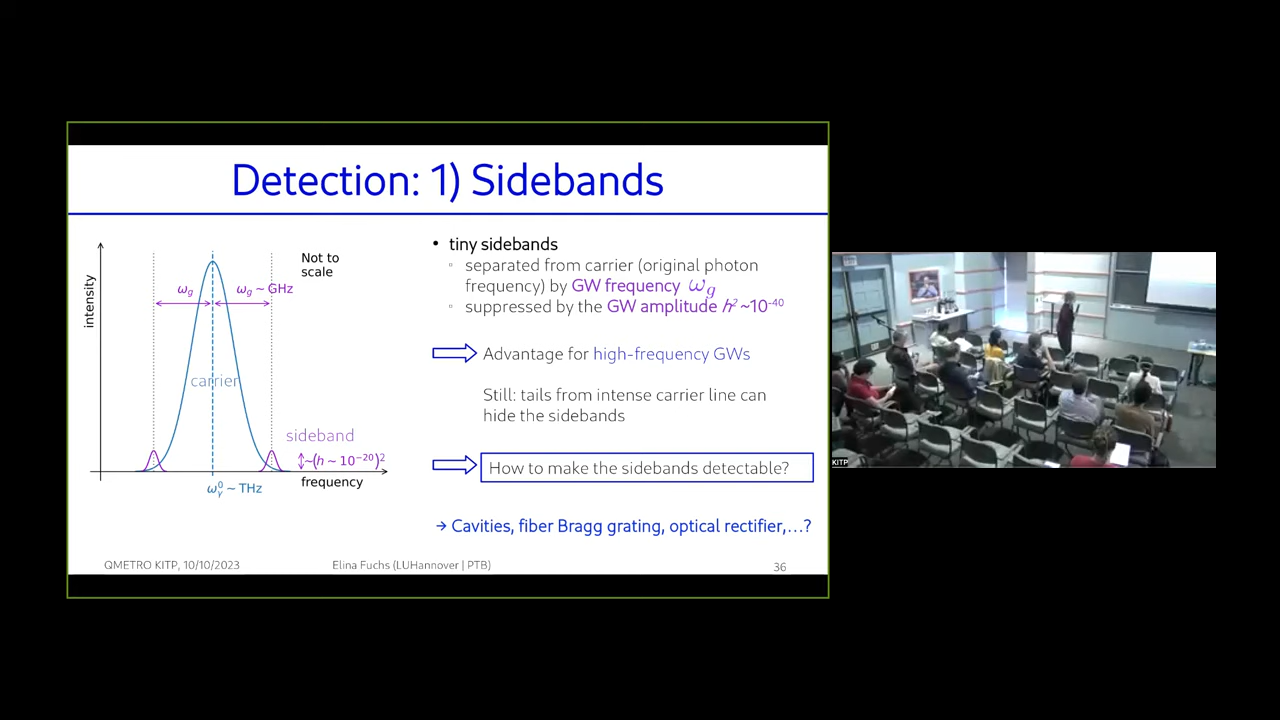 Detection: 1) Sidebands
intensity
ω_g
ω_g ~ GHz
Not to
scale
carrier
sideband
~(h ~ 10⁻²⁰)²
frequency
ω_γ⁰ ~ THz
• tiny sidebands
▫ separated from carrier (original photon
frequency) by GW frequency ω_g
▫ suppressed by the GW amplitude h² ~10⁻⁴⁰
Advantage for high-frequency GWs
Still: tails from intense carrier line can
hide the sidebands
How to make the sidebands detectable?
→ Cavities, fiber Bragg grating, optical rectifier,...?
QMETRO KITP, 10/10/2023
Elina Fuchs (LUHannover | PTB)
36
KITP